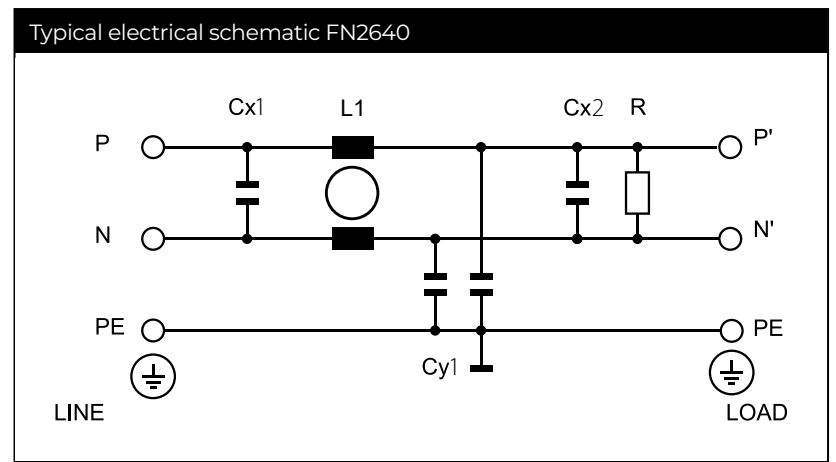 Typical electrical schematic FN2640
Cx1 L1 Cx2 R
P P'
N N'
PE PE
Cy1
LINE LOAD